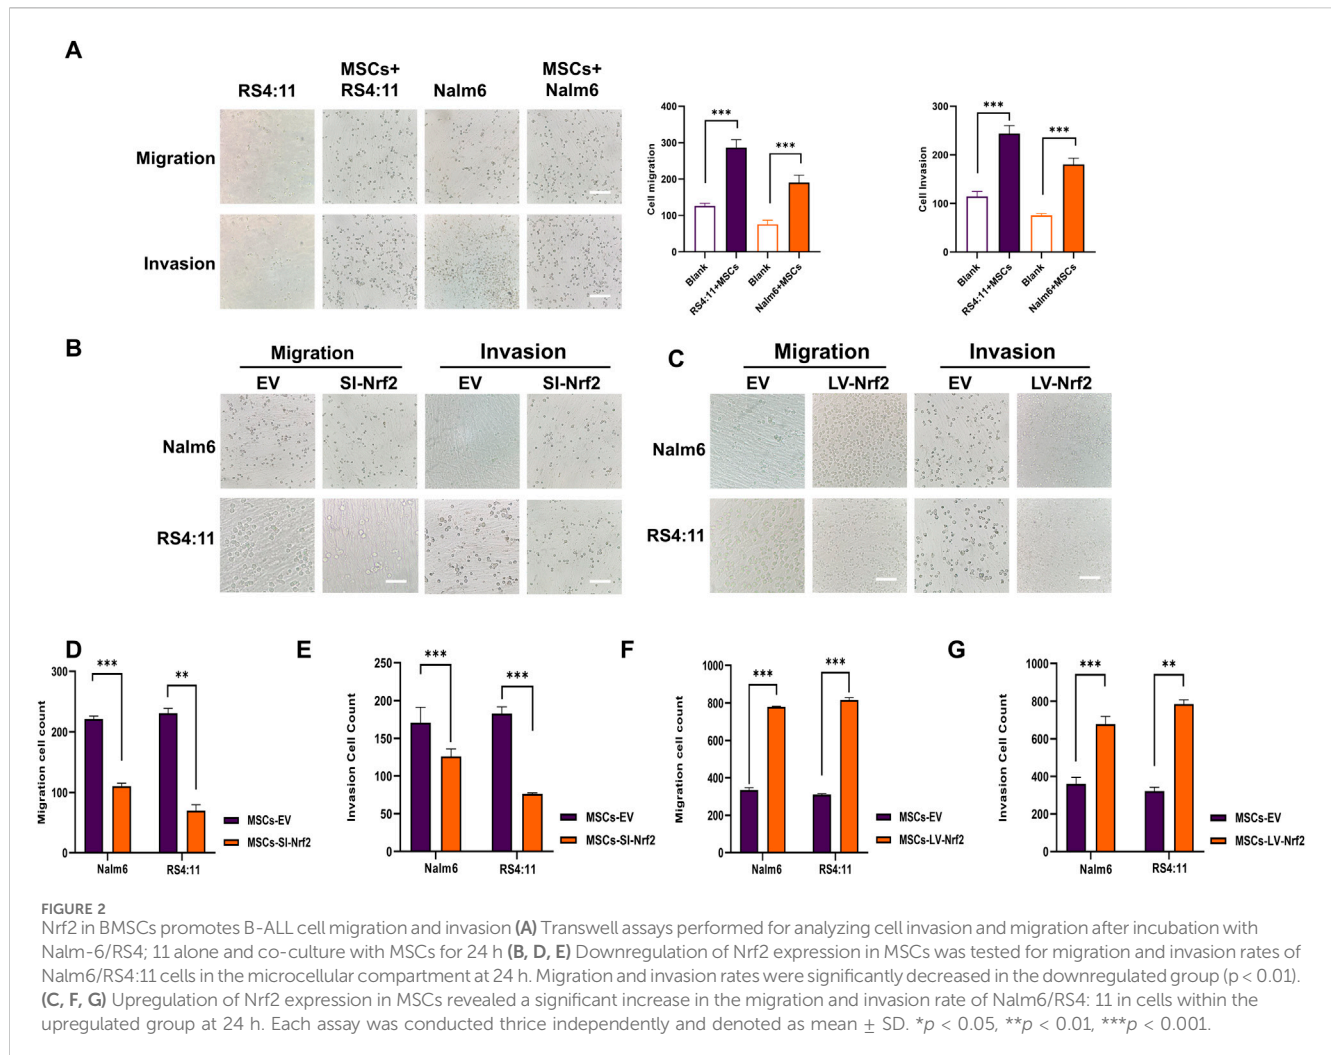 A
RS4:11
MSCs+
RS4:11
Nalm6
MSCs+
Nalm6
Migration
Invasion
Cell migration
400
300
200
100
0
***
***
Blank
RS4:11+MSCs
Blank
Nalm6+MSCs
Cell Invasion
300
200
100
0
***
***
Blank
RS4:11+MSCs
Blank
Nalm6+MSCs
B
Migration
Invasion
EV
SI-Nrf2
EV
SI-Nrf2
Nalm6
RS4:11
C
Migration
Invasion
EV
LV-Nrf2
EV
LV-Nrf2
Nalm6
RS4:11
D
Migration cell count
300
200
100
0
***
**
Nalm6
RS4:11
MSCs-EV
MSCs-SI-Nrf2
E
Invasion Cell Count
250
200
150
100
50
0
***
***
Nalm6
RS4:11
MSCs-EV
MSCs-SI-Nrf2
F
Migration cell count
1000
800
600
400
200
0
***
***
Nalm6
RS4:11
MSCs-EV
MSCs-LV-Nrf2
G
Invasion Cell Count
1000
800
600
400
200
0
***
**
Nalm6
RS4:11
MSCs-EV
MSCs-LV-Nrf2
FIGURE 2
Nrf2 in BMSCs promotes B-ALL cell migration and invasion (A) Transwell assays performed for analyzing cell invasion and migration after incubation with
Nalm-6/RS4; 11 alone and co-culture with MSCs for 24 h (B, D, E) Downregulation of Nrf2 expression in MSCs was tested for migration and invasion rates of
Nalm6/RS4:11 cells in the microcellular compartment at 24 h. Migration and invasion rates were significantly decreased in the downregulated group (p < 0.01).
(C, F, G) Upregulation of Nrf2 expression in MSCs revealed a significant increase in the migration and invasion rate of Nalm6/RS4: 11 in cells within the
upregulated group at 24 h. Each assay was conducted thrice independently and denoted as mean ± SD. *p < 0.05, **p < 0.01, ***p < 0.001.